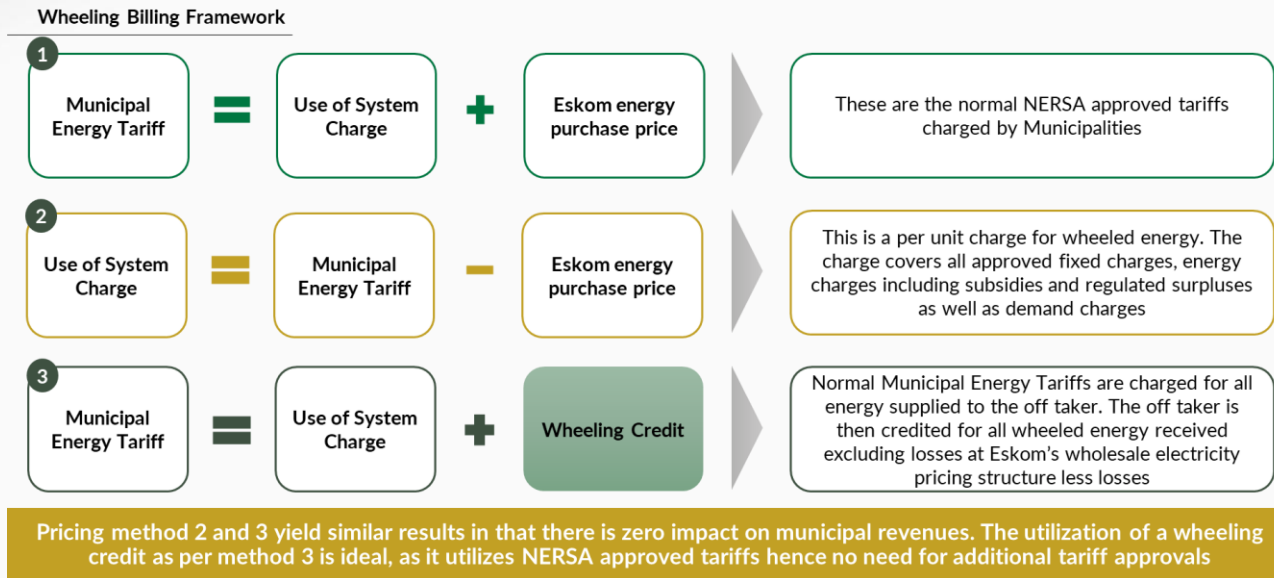 Wheeling Billing Framework
1
Municipal
Energy Tariff
=
Use of System
Charge
+
Eskom energy
purchase price
These are the normal NERSA approved tariffs
charged by Municipalities
2
Use of System
Charge
=
Municipal
Energy Tariff
-
Eskom energy
purchase price
This is a per unit charge for wheeled energy. The
charge covers all approved fixed charges, energy
charges including subsidies and regulated surpluses
as well as demand charges
3
Municipal
Energy Tariff
=
Use of System
Charge
+
Wheeling Credit
Normal Municipal Energy Tariffs are charged for all
energy supplied to the off taker. The off taker is
then credited for all wheeled energy received
excluding losses at Eskom’s wholesale electricity
pricing structure less losses
Pricing method 2 and 3 yield similar results in that there is zero impact on municipal revenues. The utilization of a wheeling
credit as per method 3 is ideal, as it utilizes NERSA approved tariffs hence no need for additional tariff approvals